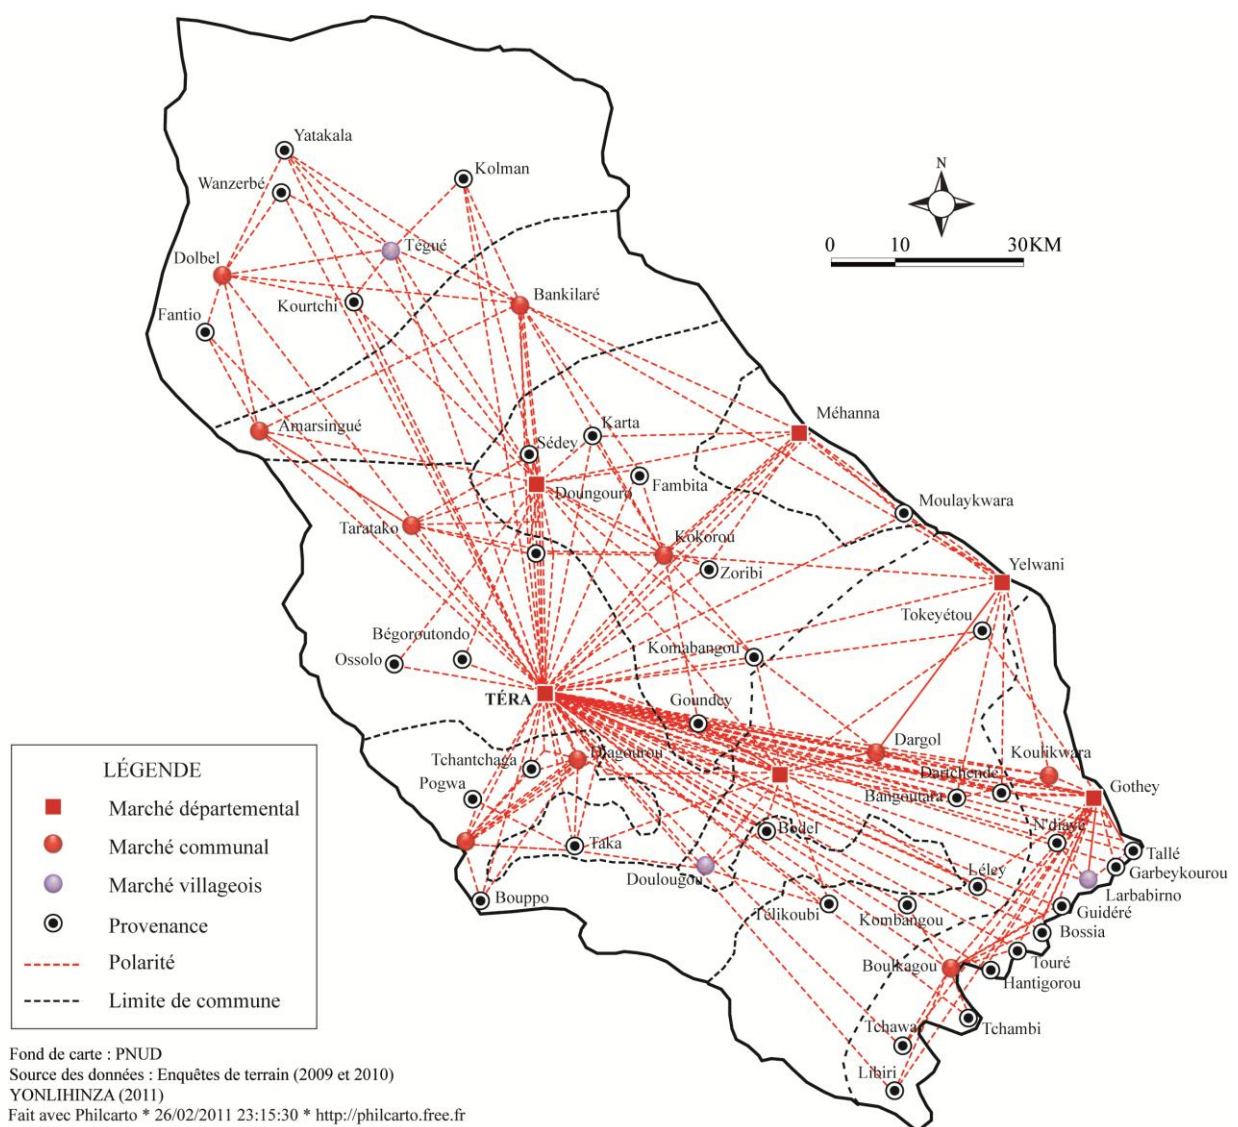 Yatakala
Kolman
Wanzerbé
N
Tégué
0 10 30KM
Dolbel
Bankilaré
Kourtchi
Fantio
Méhanna
Karta
Amarsingué
Sédey
Fambita
Doungouro
Moulaykwara
Taratako
Kokorou
Zoribi
Yelwani
Tokeyétou
Bégoroutondo
Komabangou
Ossolo
TÉRA
Goundey
Dargol
Diagourou
Kourikwara
Tchantchaga
Dartchendé
Gothey
Pogwa
Bangoutara
N'diaye
Bodel
Taka
Tallé
Garbeykourou
Doulougou
Léley
Larbabirno
Bouppo
Télikoubi
Kombangou
Guidéré
Bossia
Touré
Boulkagou
Hantigorou
Tchawa
Tchambi
Libiri
LÉGENDE
Marché départemental
Marché communal
Marché villageois
Provenance
Polarité
Limite de commune
Fond de carte : PNUD
Source des données : Enquêtes de terrain (2009 et 2010)
YONLIHINZA (2011)
Fait avec Philcarto * 26/02/2011 23:15:30 * http://philcarto.free.fr